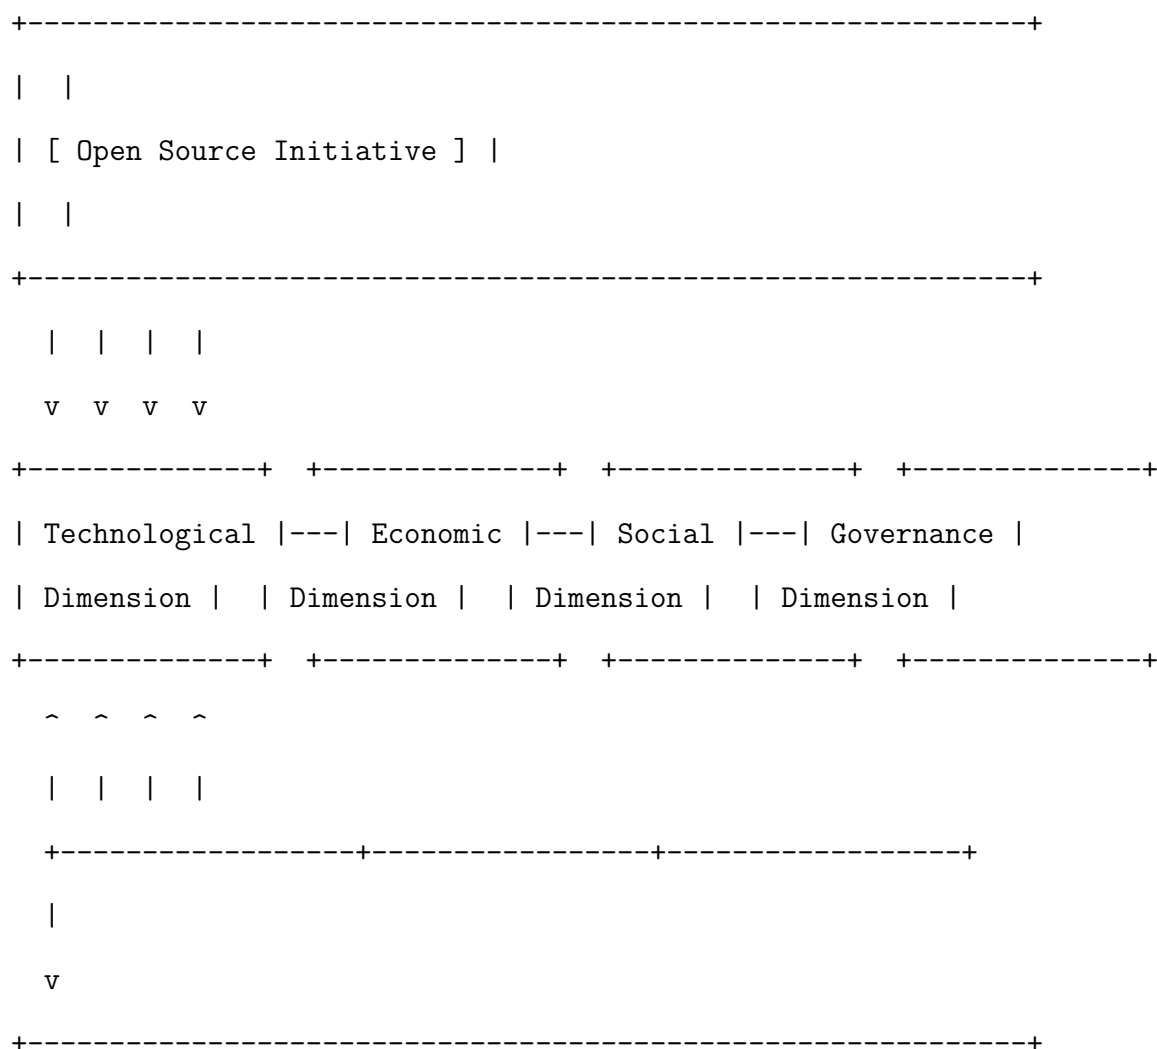 +-------------------------------------------------------------+
|  |
| [ Open Source Initiative ] |
|  |
+-------------------------------------------------------------+
  |  |  |  |
  v  v  v  v
+--------------+  +--------------+  +--------------+  +--------------+
| Technological |---| Economic |---| Social |---| Governance |
| Dimension |  | Dimension |  | Dimension |  | Dimension |
+--------------+  +--------------+  +--------------+  +--------------+
  ^  ^  ^  ^
  |  |  |  |
  +------------------+-----------------+------------------+
  |
  v
+-------------------------------------------------------------+